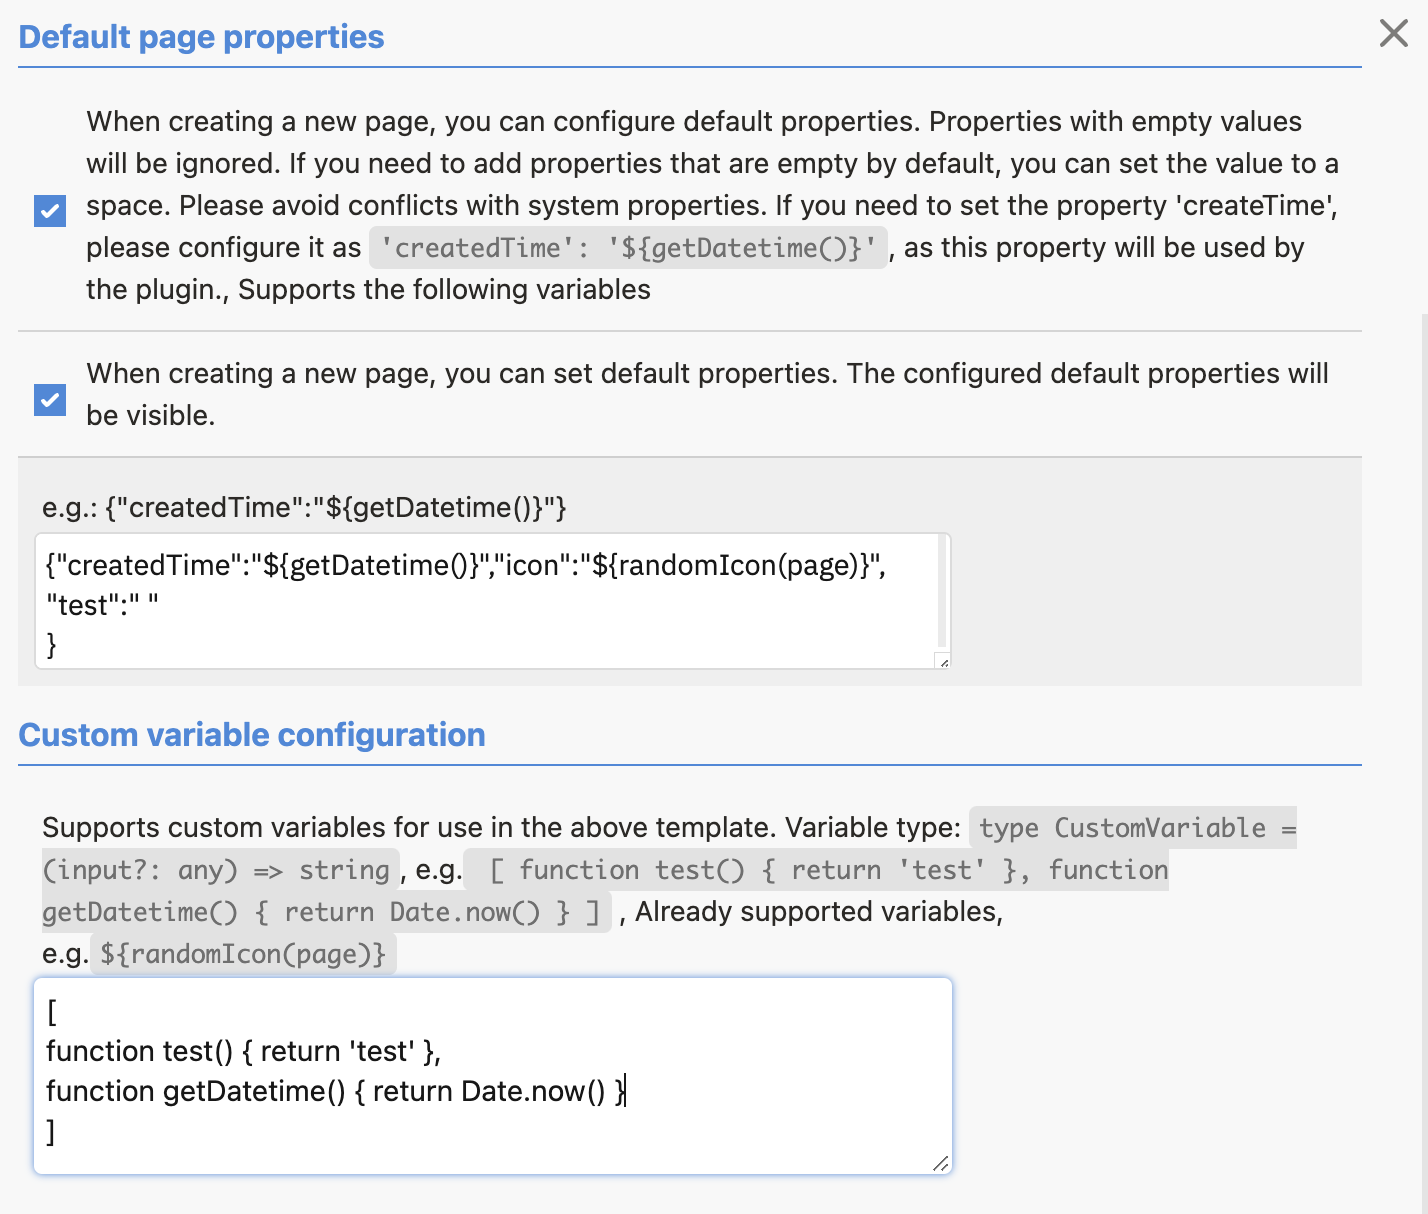 Default page properties
When creating a new page, you can configure default properties. Properties with empty values
will be ignored. If you need to add properties that are empty by default, you can set the value to a
space. Please avoid conflicts with system properties. If you need to set the property 'createTime',
please configure it as 'createdTime': '${getDatetime()}' , as this property will be used by
the plugin., Supports the following variables
When creating a new page, you can set default properties. The configured default properties will
be visible.
e.g.: {"createdTime":"${getDatetime()}"}
{"createdTime":"${getDatetime()}","icon":"${randomIcon(page)}",
"test":" "
}
Custom variable configuration
Supports custom variables for use in the above template. Variable type: type CustomVariable =
(input?: any) => string , e.g. [ function test() { return 'test' }, function
getDatetime() { return Date.now() } ] , Already supported variables,
e.g. ${randomIcon(page)}
[
function test() { return 'test' },
function getDatetime() { return Date.now() }
]